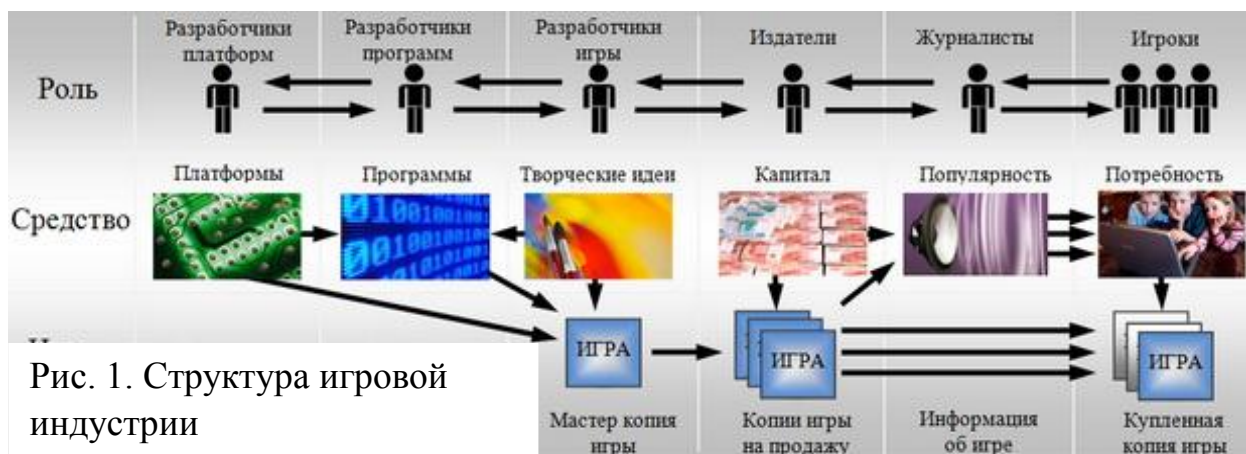 Разработчики
платформ
Разработчики
программ
Разработчики
игры
Издатели
Журналисты
Игроки
Роль
Платформы
Программы
Творческие идеи
Капитал
Популярность
Потребность
Средство
ИГРА
ИГРА
ИГРА
Рис. 1. Структура игровой
индустрии
Мастер копия
игры
Копии игры
на продажу
Информация
об игре
Купленная
копия игры